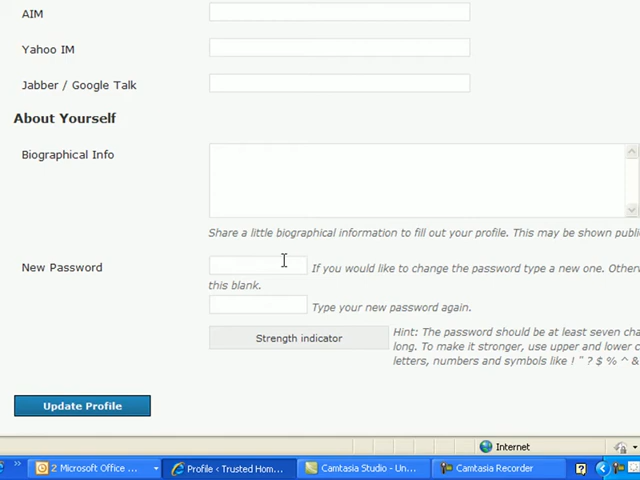 AIM
Yahoo IM
Jabber / Google Talk
About Yourself
Biographical Info
Share a little biographical information to fill out your profile. This may be shown public
New Password
If you would like to change the password type a new one. Otherw
this blank.
Type your new password again.
Strength indicator
Hint: The password should be at least seven cha
long. To make it stronger, use upper and lower c
letters, numbers and symbols like ! " ? $ % ^ &
Update Profile
Internet
2 Microsoft Office ...
Profile ‹ Trusted Hom...
Camtasia Studio - Un...
Camtasia Recorder